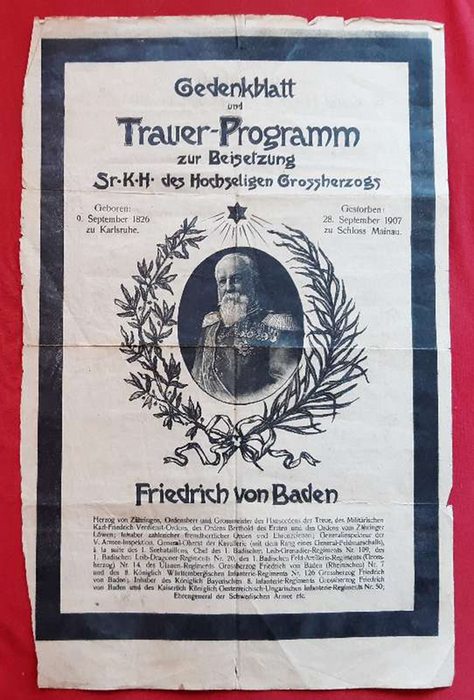 Gedenkblatt
und
Trauer-Programm
zur Beisetzung
Sr·K·H· des Hochseligen Grossherzogs
Geboren:
9. September 1826
zu Karlsruhe.
Gestorben:
28. September 1907
zu Schloss Mainau.
Friedrich von Baden
Herzog von Zähringen, Ordensherr und Grossmeister des Hausordens der Treue, des Militärischen
Karl-Friedrich-Verdienst-Ordens, des Ordens Berthold des Ersten und des Ordens vom Zähringer
Löwen; Inhaber zahlreicher fremdherrlicher Orden und Ehrenzeichen; Generalinspekteur der
V. Armee-Inspektion, General-Oberst der Kavallerie (mit dem Rang eines General-Feldmarschalls),
à la suite des 1. Seebataillons, Chef des 1. Badischen Leib-Grenadier-Regiments Nr. 109, des
1. Badischen Leib-Dragoner-Regiments Nr. 20, des 1. Badischen Feld-Artillerie-Regiments (Gross-
herzog) Nr. 14, des Ulanen-Regiments Grossherzog Friedrich von Baden (Rheinisches) Nr. 7
und des 8. Königlich Württembergischen Infanterie-Regiments Nr. 126 Grossherzog Friedrich
von Baden; Inhaber des Königlich Bayerischen 8. Infanterie-Regiments Grossherzog Friedrich
von Baden und des Kaiserlich Königlich Oesterreichisch-Ungarischen Infanterie-Regiments Nr. 50;
Ehrengeneral der Schwedischen Armee etc.